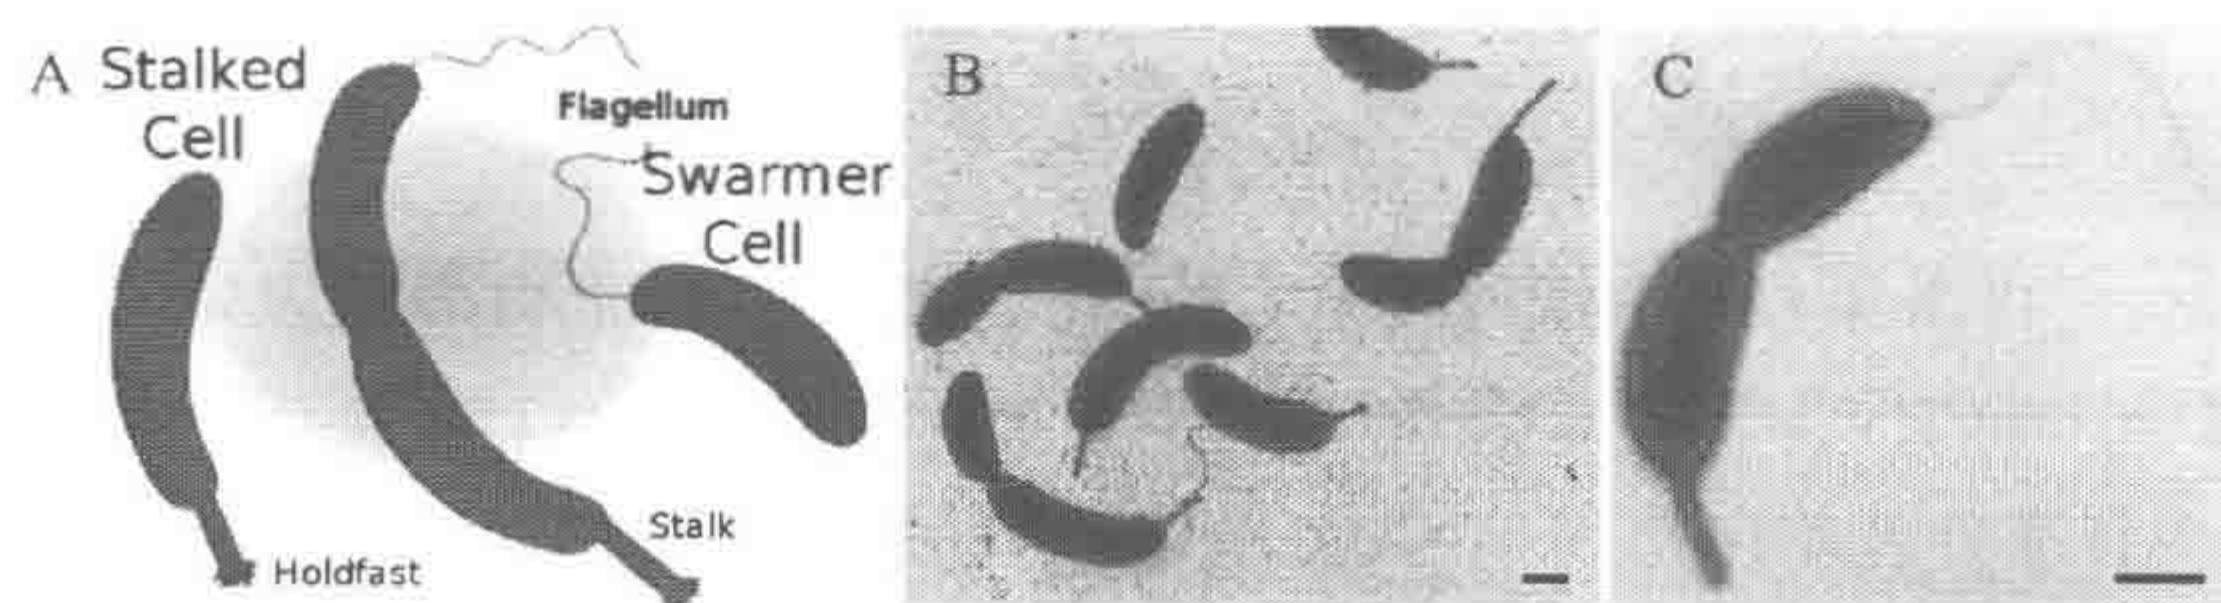 A
Stalked
Cell
Flagellum
Swarmer
Cell
Stalk
Holdfast
B
C